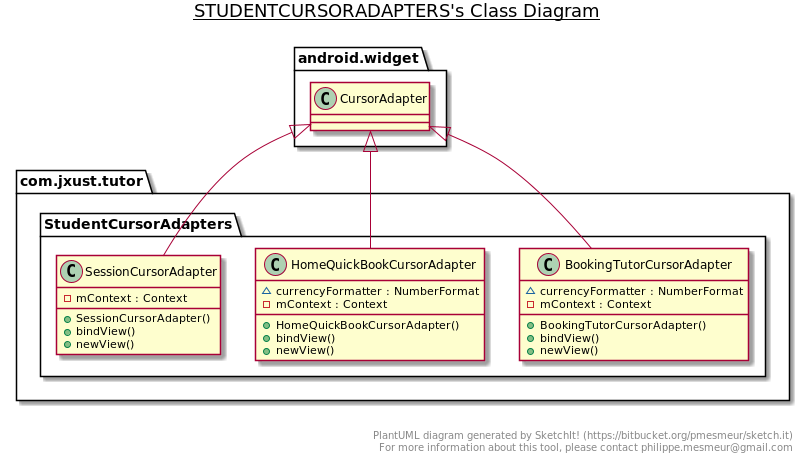 STUDENTCURSORADAPTERS's Class Diagram
android.widget
C CursorAdapter
com.jxust.tutor
StudentCursorAdapters
C SessionCursorAdapter
mContext : Context
SessionCursorAdapter()
bindView()
newView()
C HomeQuickBookCursorAdapter
currencyFormatter : NumberFormat
mContext : Context
HomeQuickBookCursorAdapter()
bindView()
newView()
C BookingTutorCursorAdapter
currencyFormatter : NumberFormat
mContext : Context
BookingTutorCursorAdapter()
bindView()
newView()
PlantUML diagram generated by SketchIt! (https://bitbucket.org/pmesmeur/sketch.it)
For more information about this tool, please contact philippe.mesmeur@gmail.com